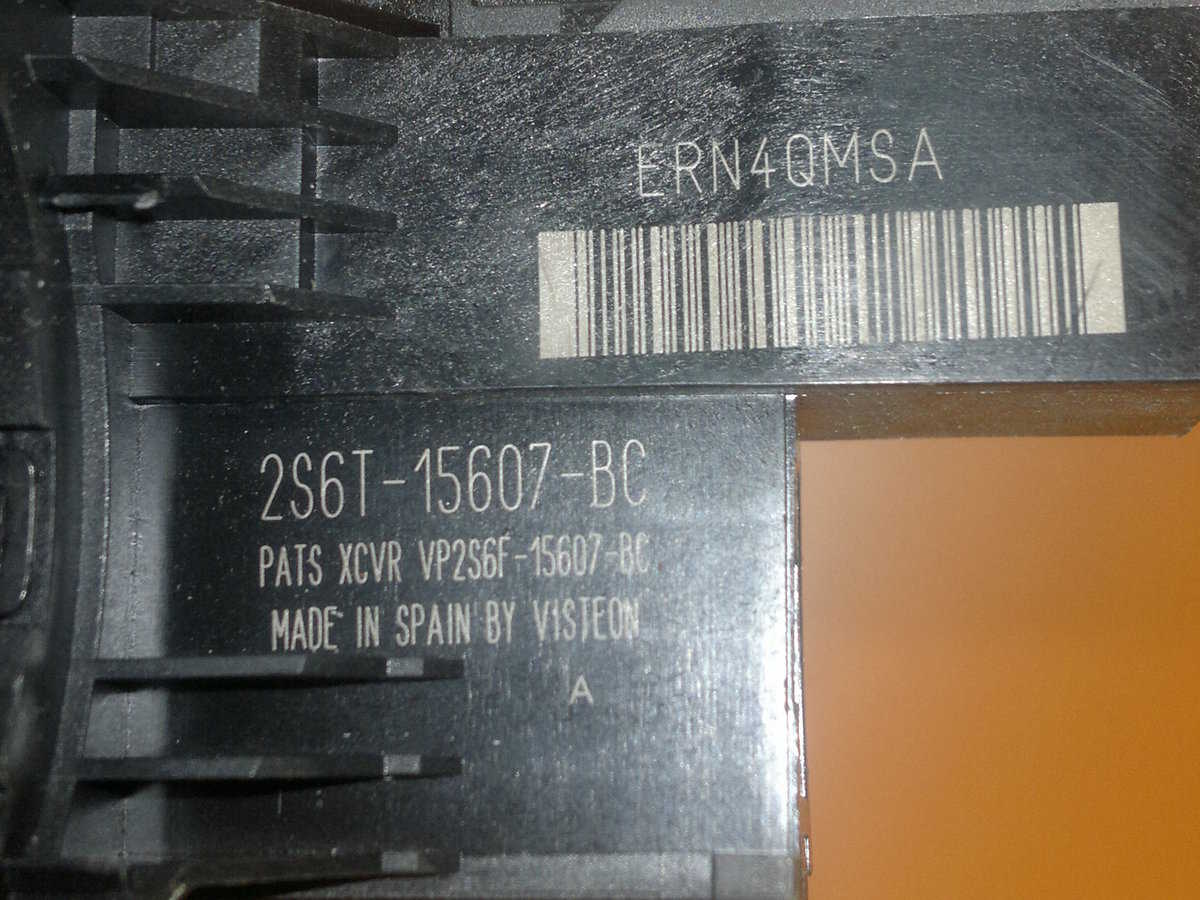 ERN4QMSA
2S6T-15607-BC
PATS XCVR VP2S6F-15607-BC
MADE IN SPAIN BY VISTEON
A